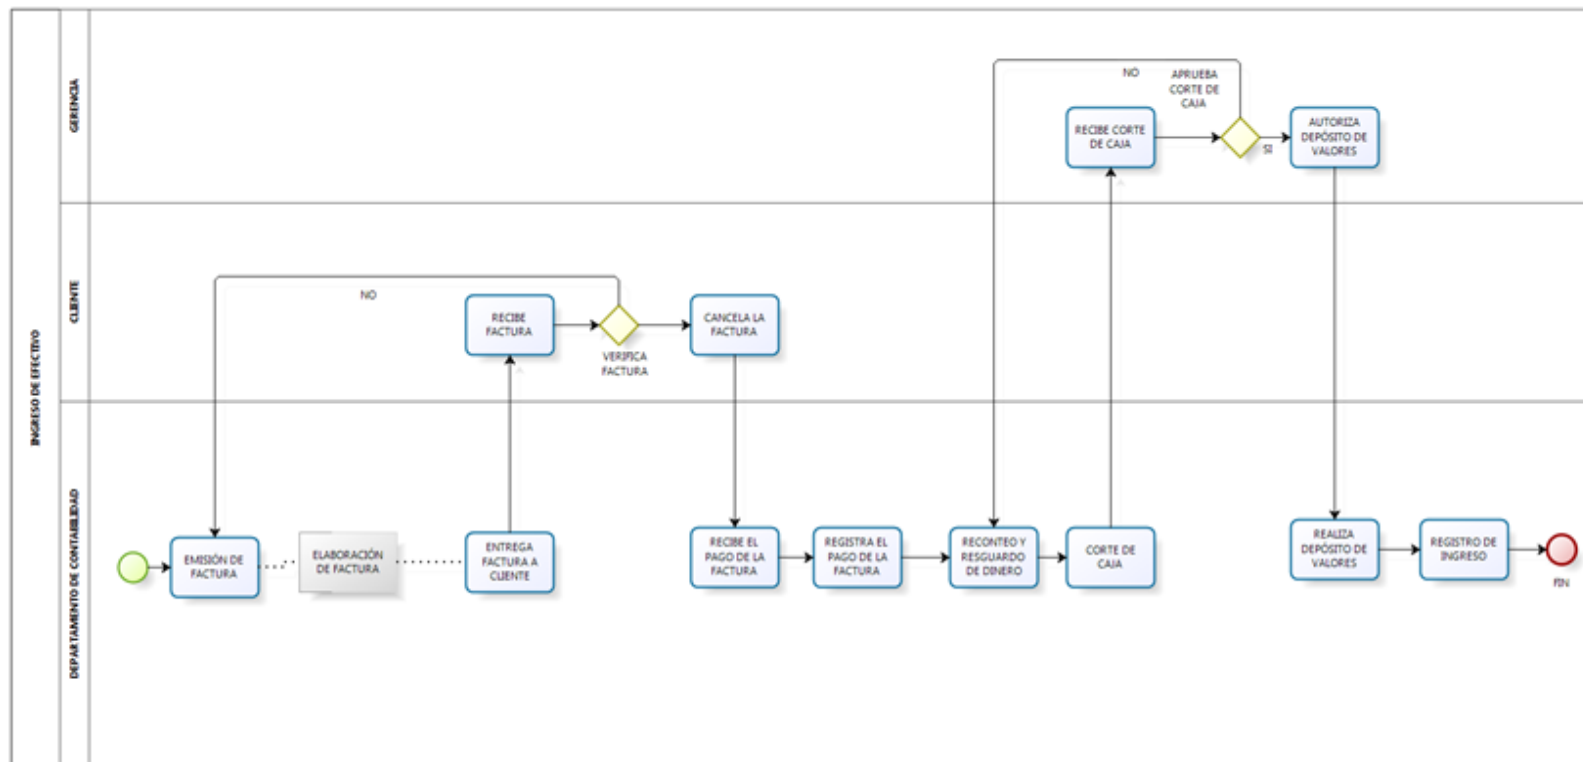 INGRESO DE EFECTIVO
GERENCIA
NO
APRUEBA
CORTE DE
CAJA
RECIBE CORTE
DE CAJA
SI
AUTORIZA
DEPÓSITO DE
VALORES
CLIENTE
NO
RECIBE
FACTURA
VERIFICA
FACTURA
CANCELA LA
FACTURA
DEPARTAMENTO DE CONTABILIDAD
EMISIÓN DE
FACTURA
ELABORACIÓN
DE FACTURA
ENTREGA
FACTURA A
CLIENTE
RECIBE EL
PAGO DE LA
FACTURA
REGISTRA EL
PAGO DE LA
FACTURA
RECONTEO Y
RESGUARDO
DE DINERO
CORTE DE
CAJA
REALIZA
DEPÓSITO DE
VALORES
REGISTRO DE
INGRESO
FIN